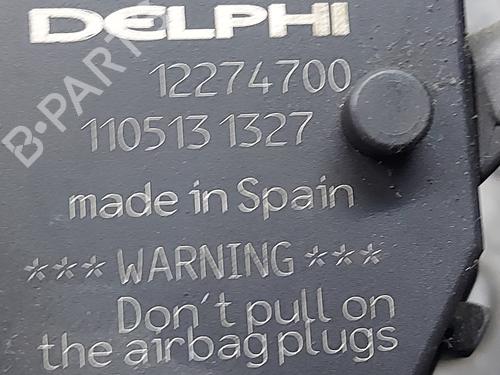 DELPHI
12274700
110513 1327
made in Spain
*** WARNING ***
Don't pull on
the airbag plugs
B-PARTS